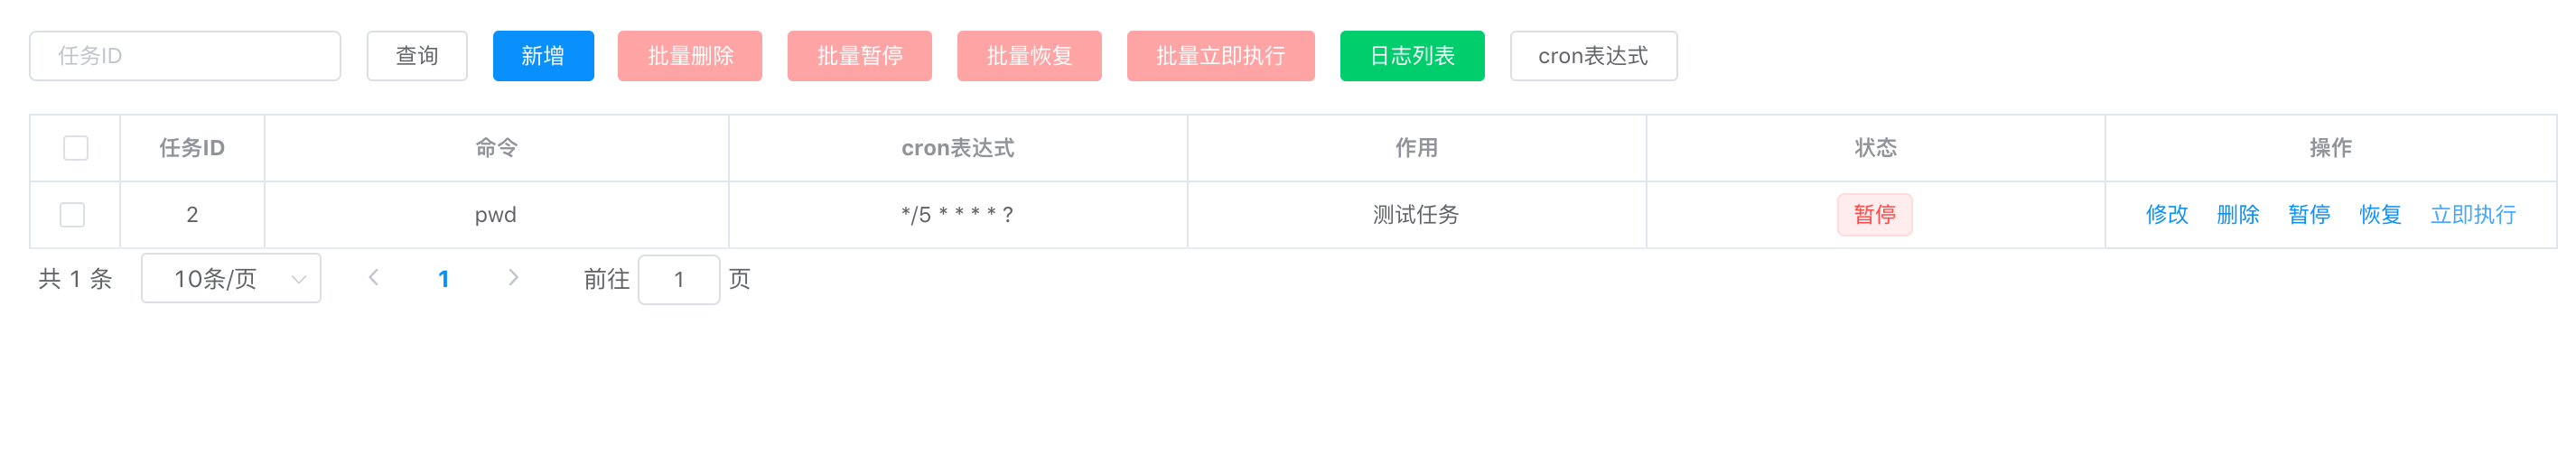 任务ID 查询 新增 批量删除 批量暂停 批量恢复 批量立即执行 日志列表 cron表达式
任务ID 命令 cron表达式 作用 状态 操作
2 pwd */5 * * * * ? 测试任务 暂停 修改 删除 暂停 恢复 立即执行
共 1 条 10条/页 1 前往 1 页